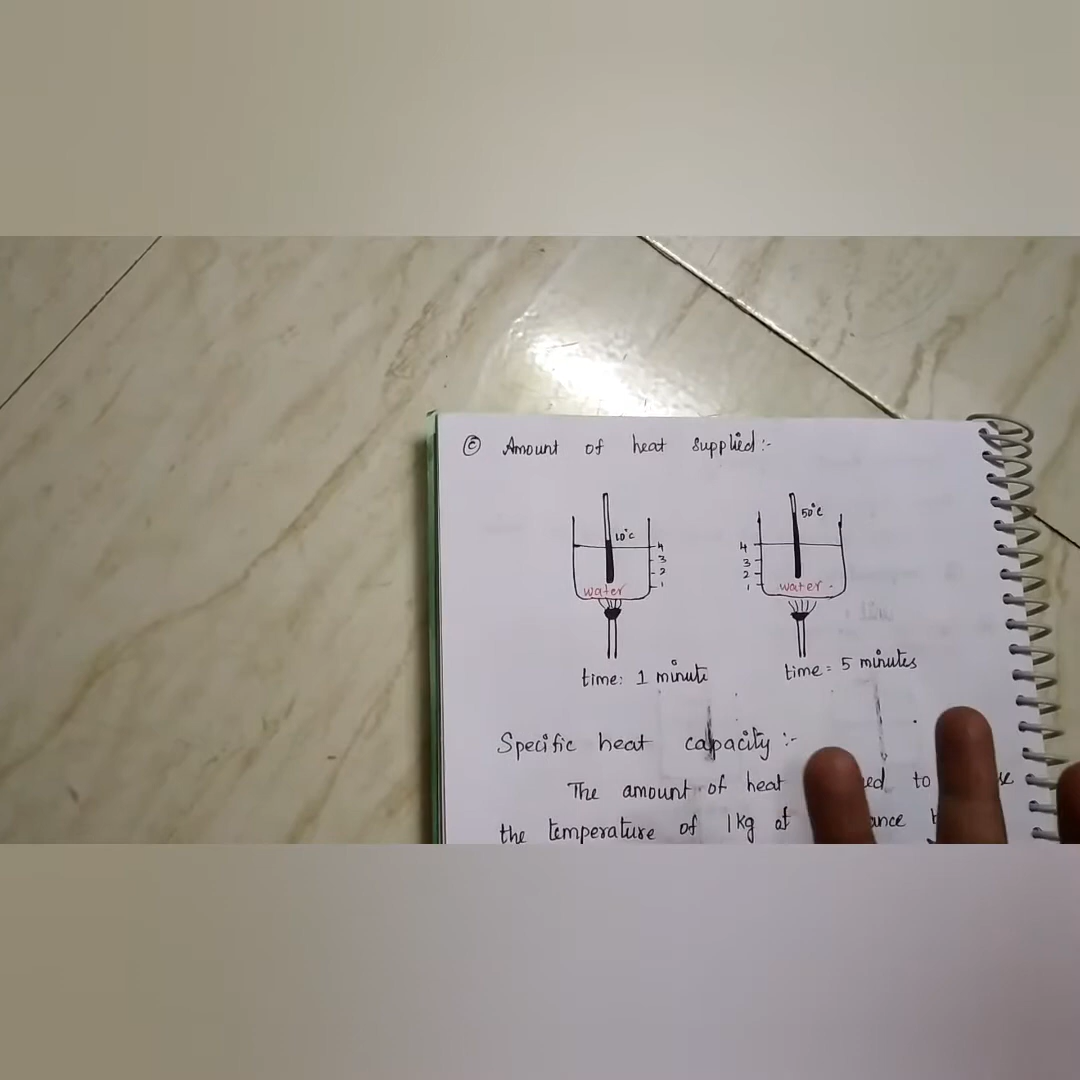 © Amount of heat supplied:-
10°c 50°c
4 4
3 3
2 2
1 1
water water
time: 1 minute time = 5 minutes
Specific heat capacity :-
The amount of heat to
the temperature of 1kg of